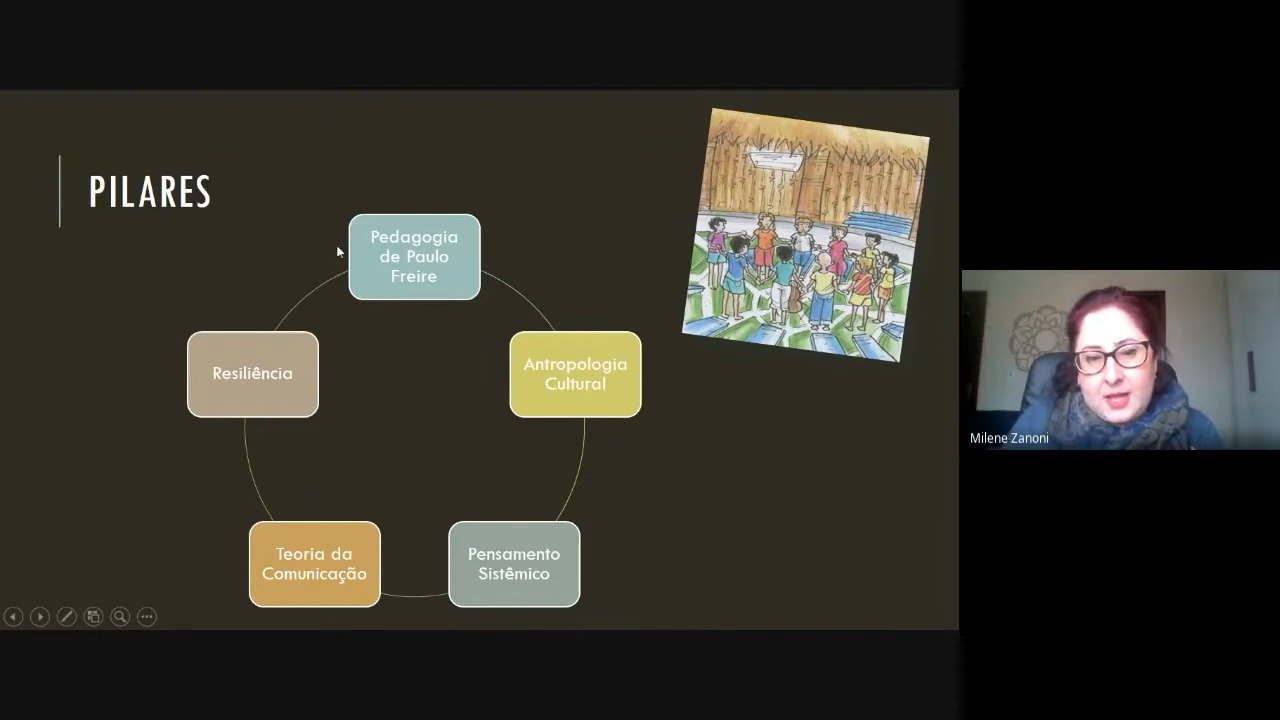 PILARES
Pedagogia
de Paulo
Freire
Antropologia
Cultural
Pensamento
Sistêmico
Teoria da
Comunicação
Resiliência
Milene Zanoni